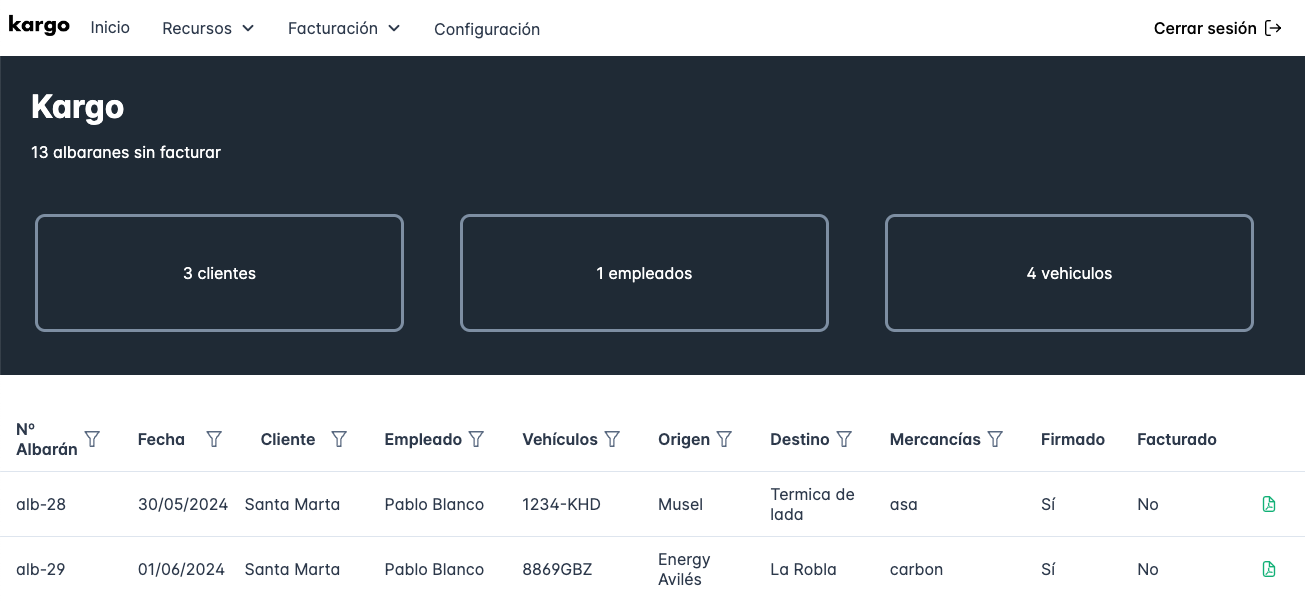 kargo Inicio Recursos Facturación Configuración Cerrar sesión
Kargo
13 albaranes sin facturar
3 clientes 1 empleados 4 vehiculos
Nº
Albarán Fecha Cliente Empleado Vehículos Origen Destino Mercancías Firmado Facturado
alb-28 30/05/2024 Santa Marta Pablo Blanco 1234-KHD Musel Termica de
lada asa Sí No
alb-29 01/06/2024 Santa Marta Pablo Blanco 8869GBZ Energy
Avilés La Robla carbon Sí No